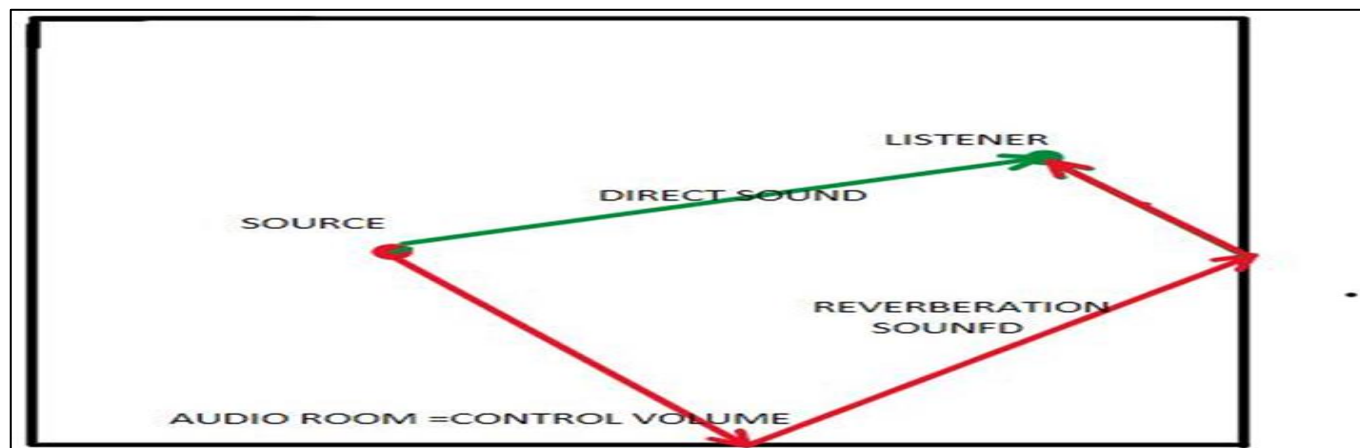 LISTENER
DIRECT SOUND
SOURCE
REVERBERATION
SOUNFD
AUDIO ROOM =CONTROL VOLUME